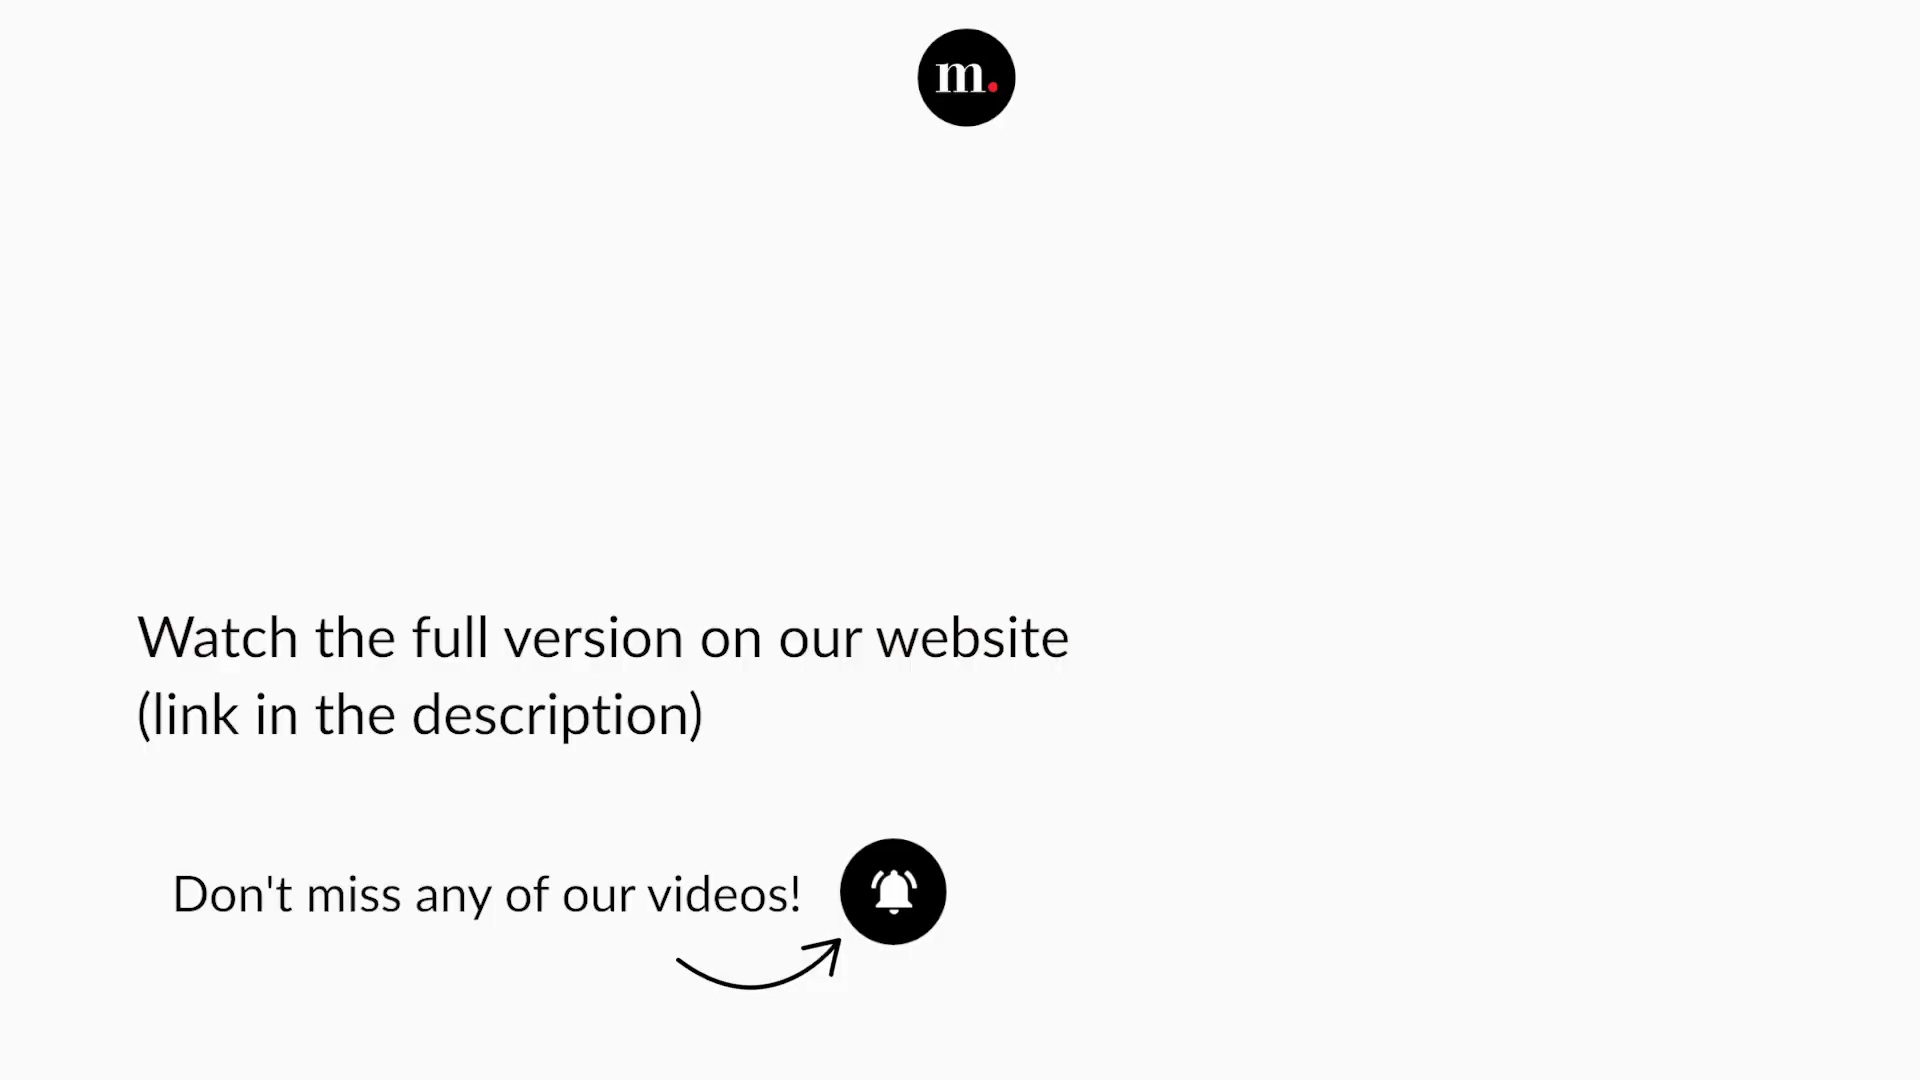 m.
Watch the full version on our website
(link in the description)
Don't miss any of our videos!